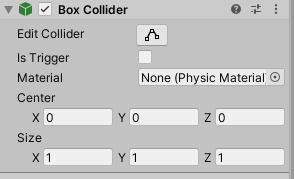 Box Collider
Edit Collider
Is Trigger
Material None (Physic Material
Center
X 0 Y 0 Z 0
Size
X 1 Y 1 Z 1